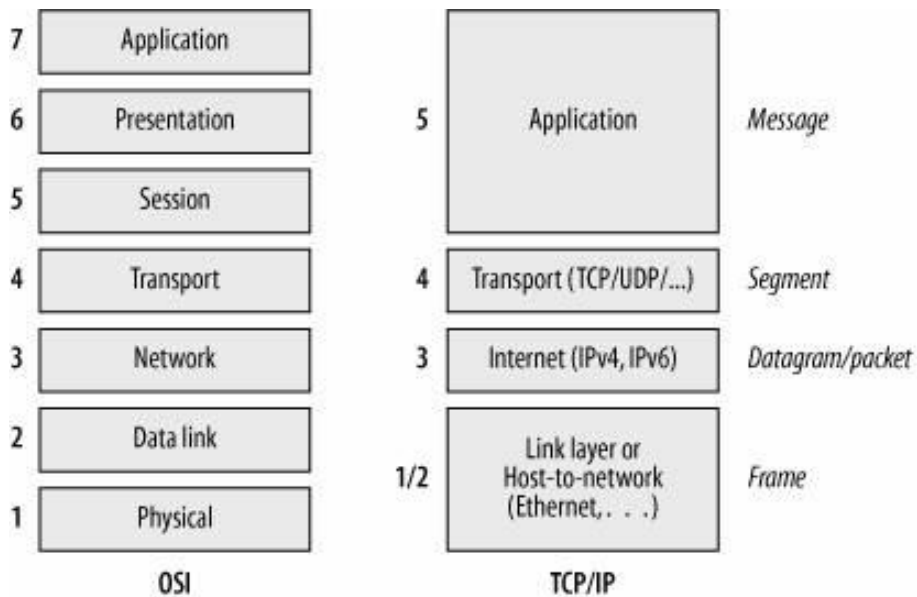 7 Application
6 Presentation
5 Session
4 Transport
3 Network
2 Data link
1 Physical
OSI
5 Application Message
4 Transport (TCP/UDP/...) Segment
3 Internet (IPv4, IPv6) Datagram/packet
1/2 Link layer or
Host-to-network
(Ethernet, . . .) Frame
TCP/IP